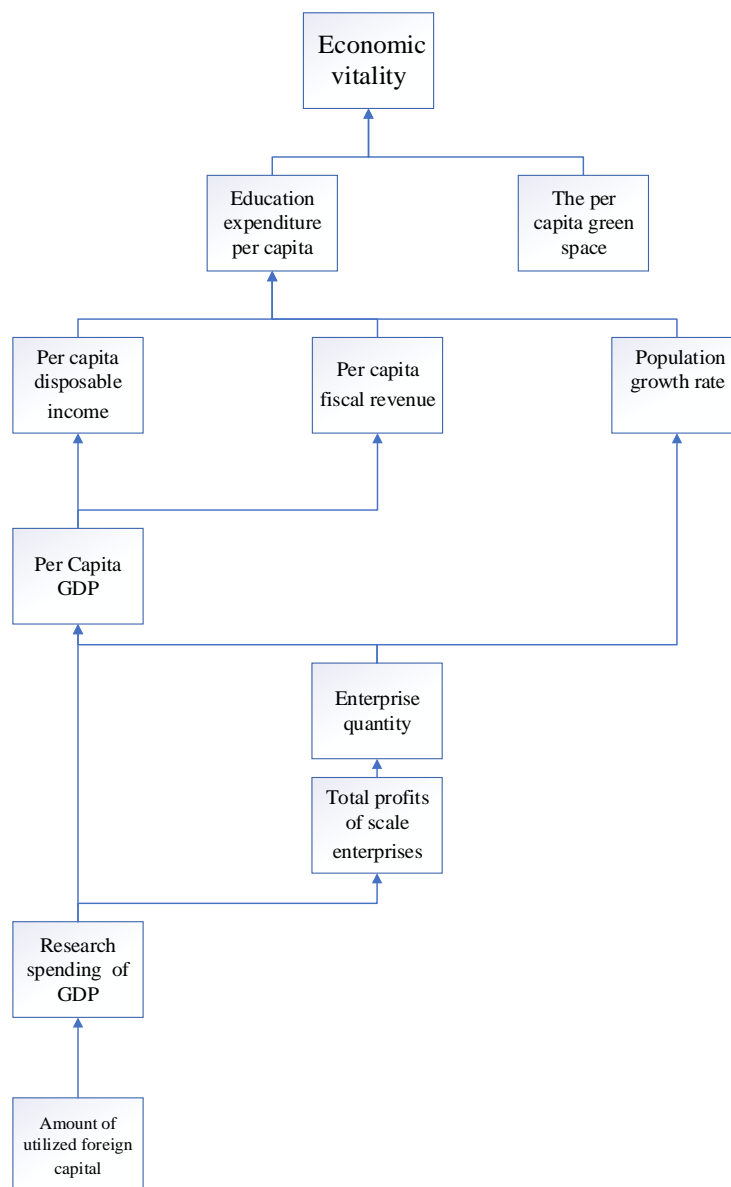 Economic
vitality
Education
expenditure
per capita
The per
capita green
space
Per capita
disposable
income
Per capita
fiscal revenue
Population
growth rate
Per Capita
GDP
Enterprise
quantity
Total profits
of scale
enterprises
Research
spending of
GDP
Amount of
utilized foreign
capital